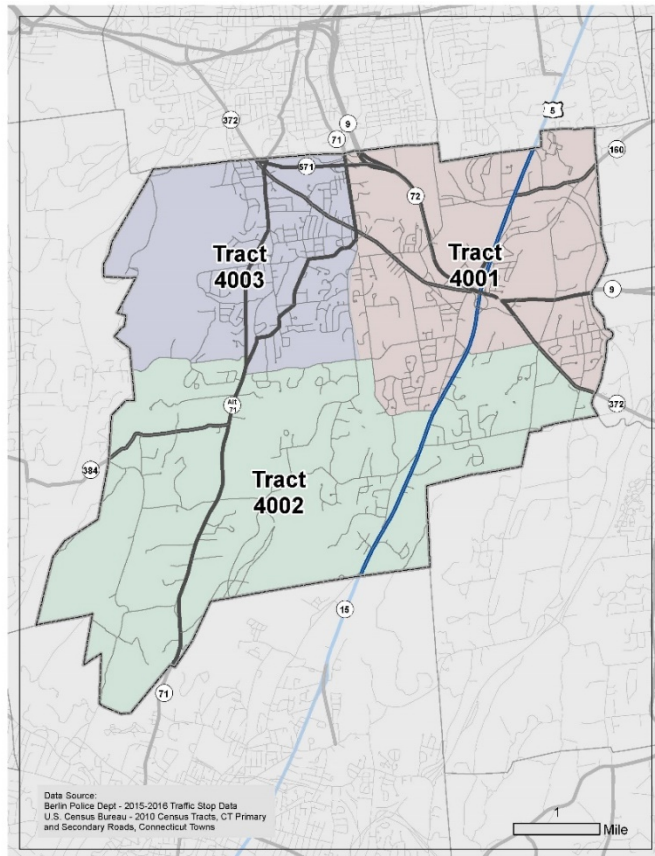 5
372
9
71
160
571
72
Tract
4003
Tract
4001
9
Alt
71
372
384
Tract
4002
15
71
Data Source:
Berlin Police Dept - 2015-2016 Traffic Stop Data
U.S. Census Bureau - 2010 Census Tracts, CT Primary
and Secondary Roads, Connecticut Towns
1
Mile